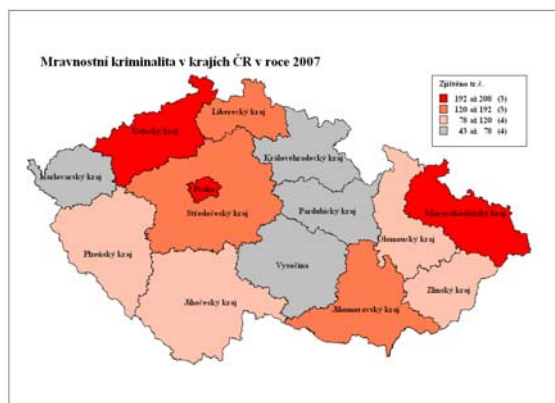 Mravnostní kriminalita v krajích ČR v roce 2007
Zjištěno tr.č.
192 až 208 (3)
120 až 192 (3)
78 až 120 (4)
43 až 78 (4)
Liberecký kraj
Ústecký kraj
Královéhradecký kraj
Karlovarský kraj
Praha
Středočeský kraj
Pardubický kraj
Moravskoslezský kraj
Olomoucký kraj
Plzeňský kraj
Vysočina
Zlínský kraj
Jihočeský kraj
Jihomoravský kraj